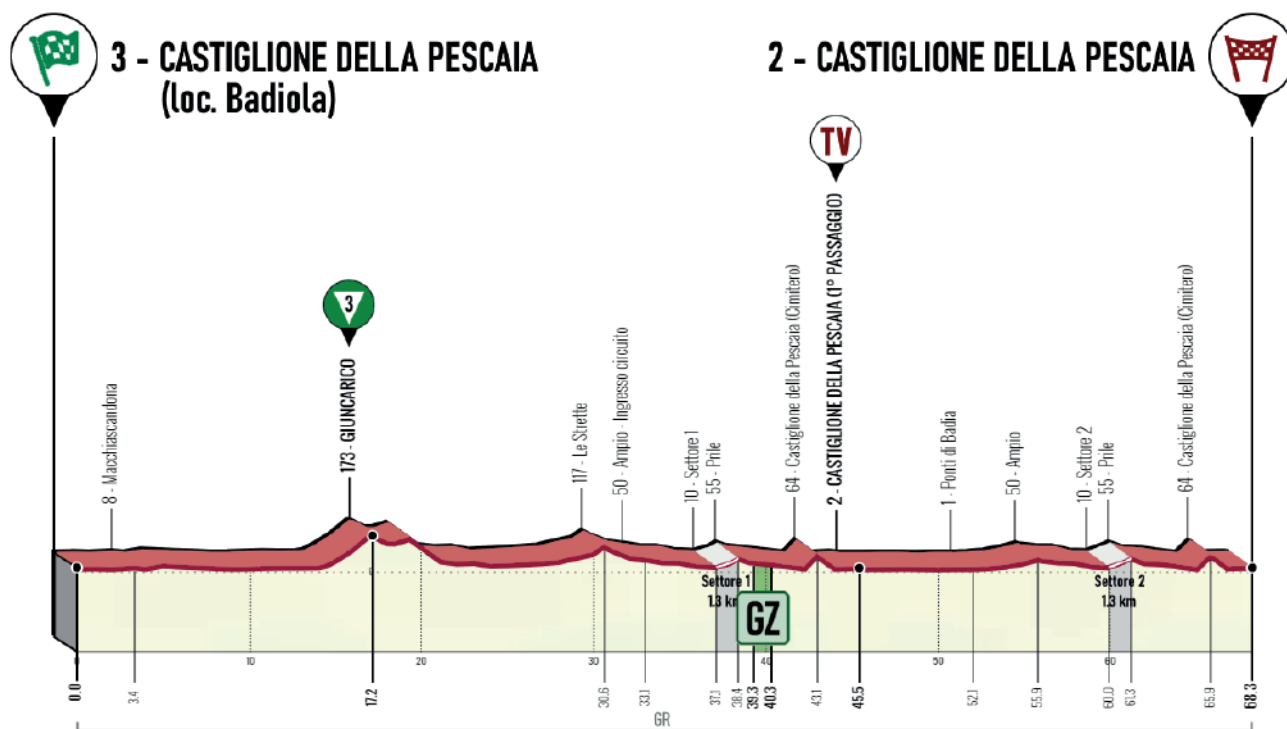 3 - CASTIGLIONE DELLA PESCAIA
(loc. Badiola)
2 - CASTIGLIONE DELLA PESCAIA
TV
3
8 - Macchiascandona
173 - GIUNCARICO
117 - Le Strette
50 - Ampio - Ingresso circuito
10 - Settore 1
55 - Prile
64 - Castiglione della Pescaia (Cimitero)
2 - CASTIGLIONE DELLA PESCAIA (1° PASSAGGIO)
1 - Ponti di Badia
50 - Ampio
10 - Settore 2
55 - Prile
64 - Castiglione della Pescaia (Cimitero)
Settore 1
1.3 km
GZ
Settore 2
1.3 km
0
0
10
20
30
40
50
60
0.0
3.4
17.2
30.6
33.1
37.1
38.4
39.3
40.3
43.1
45.5
52.1
55.9
60.0
61.3
65.9
68.3
GR